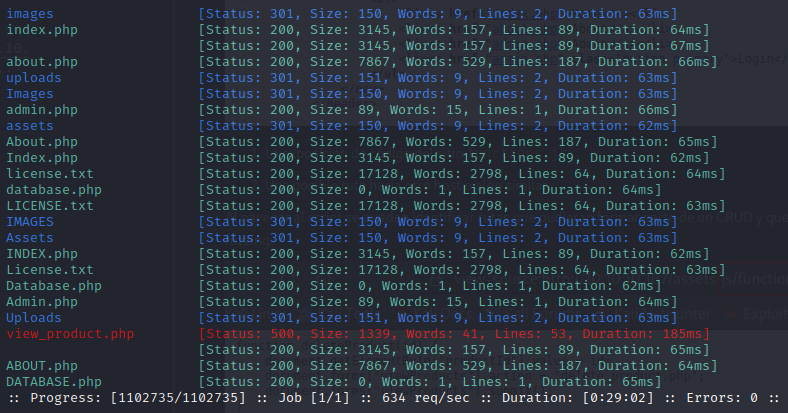 images [Status: 301, Size: 150, Words: 9, Lines: 2, Duration: 63ms]
index.php [Status: 200, Size: 3145, Words: 157, Lines: 89, Duration: 64ms]
[Status: 200, Size: 3145, Words: 157, Lines: 89, Duration: 67ms]
about.php [Status: 200, Size: 7867, Words: 529, Lines: 187, Duration: 66ms]
uploads [Status: 301, Size: 151, Words: 9, Lines: 2, Duration: 63ms]
Images [Status: 301, Size: 150, Words: 9, Lines: 2, Duration: 63ms]
admin.php [Status: 200, Size: 89, Words: 15, Lines: 1, Duration: 66ms]
assets [Status: 301, Size: 150, Words: 9, Lines: 2, Duration: 62ms]
About.php [Status: 200, Size: 7867, Words: 529, Lines: 187, Duration: 65ms]
Index.php [Status: 200, Size: 3145, Words: 157, Lines: 89, Duration: 62ms]
license.txt [Status: 200, Size: 17128, Words: 2798, Lines: 64, Duration: 64ms]
database.php [Status: 200, Size: 0, Words: 1, Lines: 1, Duration: 64ms]
LICENSE.txt [Status: 200, Size: 17128, Words: 2798, Lines: 64, Duration: 63ms]
IMAGES [Status: 301, Size: 150, Words: 9, Lines: 2, Duration: 63ms]
Assets [Status: 301, Size: 150, Words: 9, Lines: 2, Duration: 63ms]
INDEX.php [Status: 200, Size: 3145, Words: 157, Lines: 89, Duration: 62ms]
License.txt [Status: 200, Size: 17128, Words: 2798, Lines: 64, Duration: 63ms]
Database.php [Status: 200, Size: 0, Words: 1, Lines: 1, Duration: 62ms]
Admin.php [Status: 200, Size: 89, Words: 15, Lines: 1, Duration: 64ms]
Uploads [Status: 301, Size: 151, Words: 9, Lines: 2, Duration: 63ms]
view_product.php [Status: 500, Size: 1339, Words: 41, Lines: 53, Duration: 185ms]
[Status: 200, Size: 3145, Words: 157, Lines: 89, Duration: 65ms]
ABOUT.php [Status: 200, Size: 7867, Words: 529, Lines: 187, Duration: 64ms]
DATABASE.php [Status: 200, Size: 0, Words: 1, Lines: 1, Duration: 65ms]
:: Progress: [1102735/1102735] :: Job [1/1] :: 634 req/sec :: Duration: [0:29:02] :: Errors: 0 ::